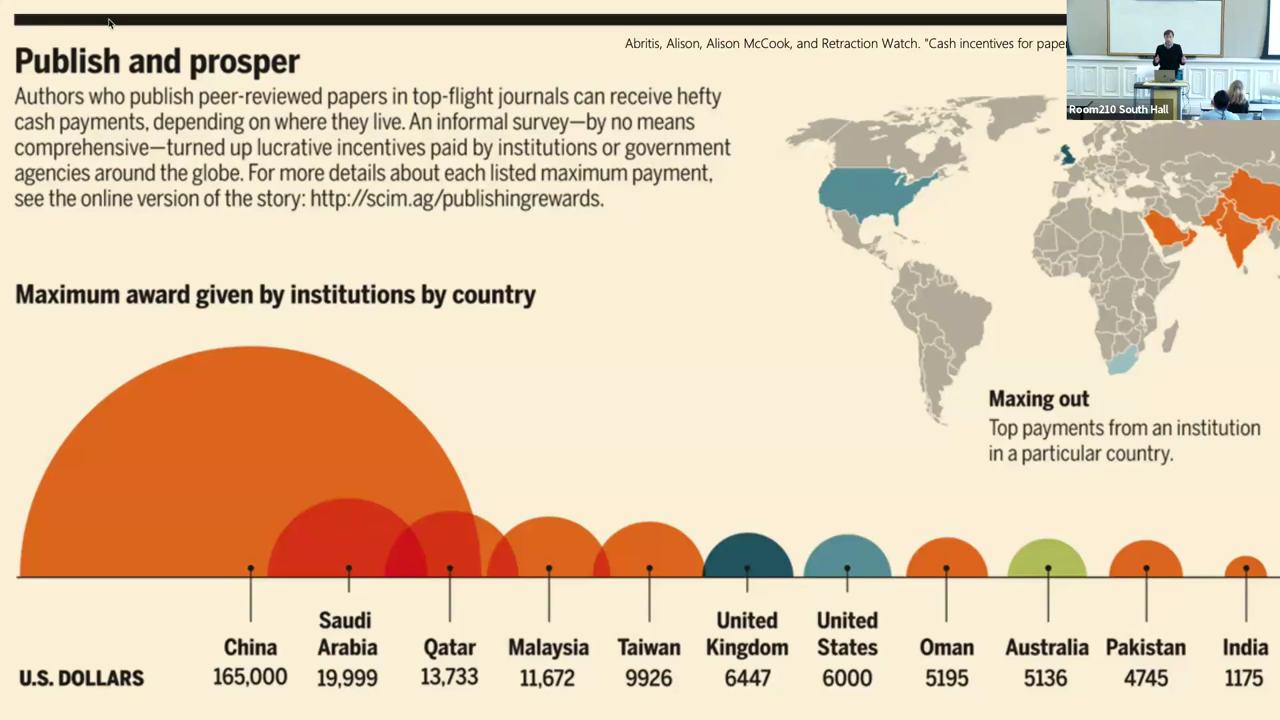 Abritis, Alison, Alison McCook, and Retraction Watch. "Cash incentives for pape
Room210 South Hall
Publish and prosper
Authors who publish peer-reviewed papers in top-flight journals can receive hefty
cash payments, depending on where they live. An informal survey—by no means
comprehensive—turned up lucrative incentives paid by institutions or government
agencies around the globe. For more details about each listed maximum payment,
see the online version of the story: http://scim.ag/publishingrewards.
Maximum award given by institutions by country
Maxing out
Top payments from an institution
in a particular country.
China
Saudi
Arabia
Qatar
Malaysia
Taiwan
United
Kingdom
United
States
Oman
Australia
Pakistan
India
U.S. DOLLARS 165,000 19,999 13,733 11,672 9926 6447 6000 5195 5136 4745 1175